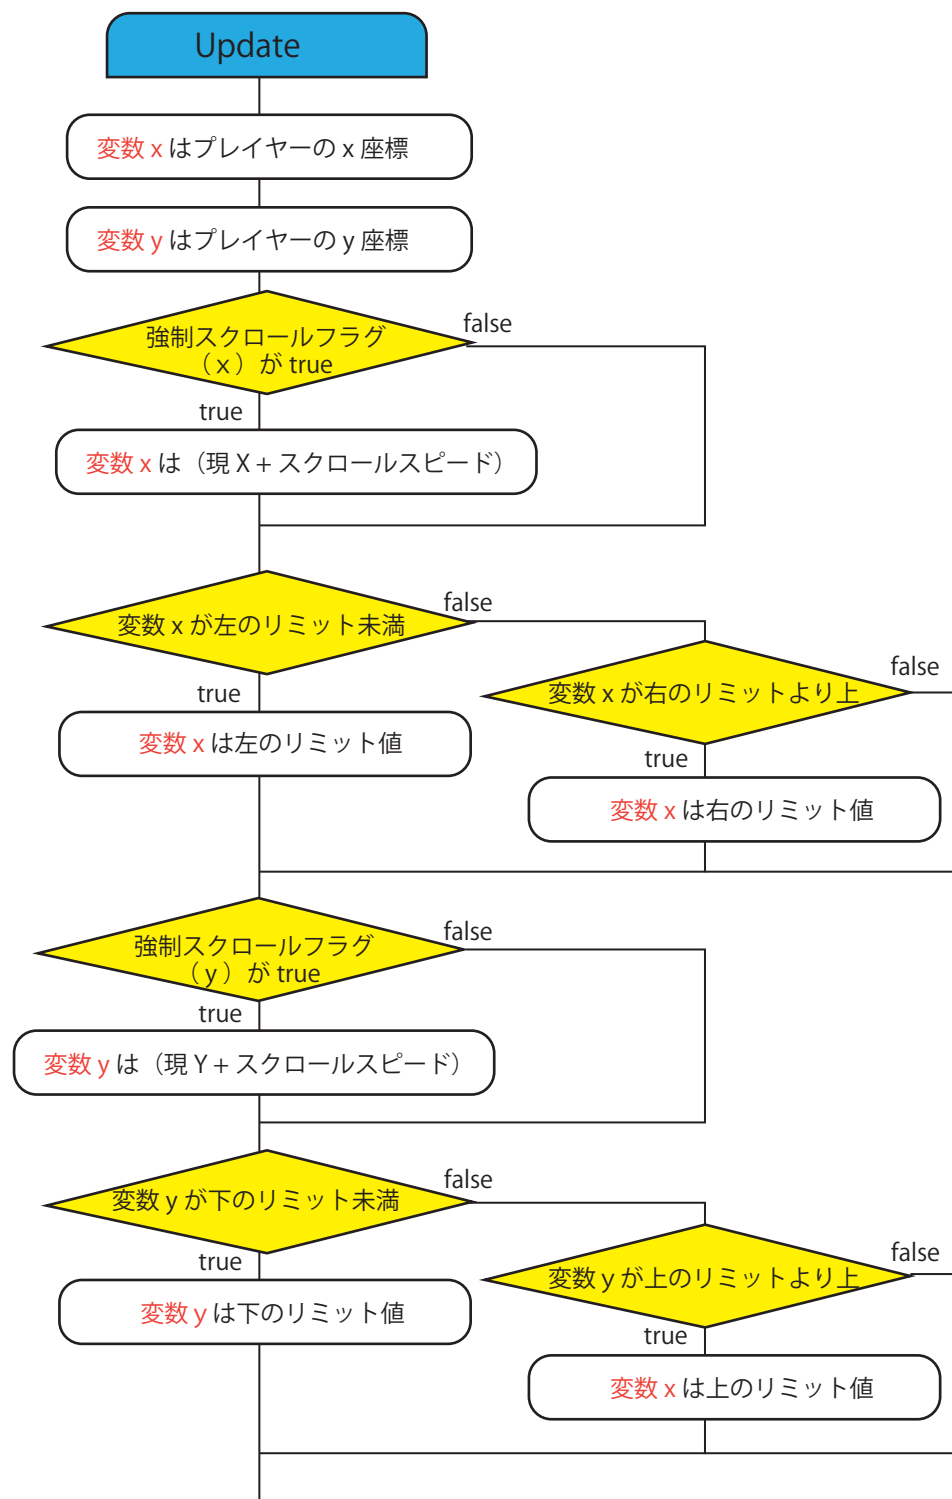 Update
変数 x はプレイヤーの x 座標
変数 y はプレイヤーの y 座標
強制スクロールフラグ
（ x ）が true
false
true
変数 x は（現 X + スクロールスピード）
変数 x が左のリミット未満
false
true
変数 x は左のリミット値
変数 x が右のリミットより上
false
true
変数 x は右のリミット値
強制スクロールフラグ
（ y ）が true
false
true
変数 y は（現 Y + スクロールスピード）
変数 y が下のリミット未満
false
true
変数 y は下のリミット値
変数 y が上のリミットより上
false
true
変数 x は上のリミット値